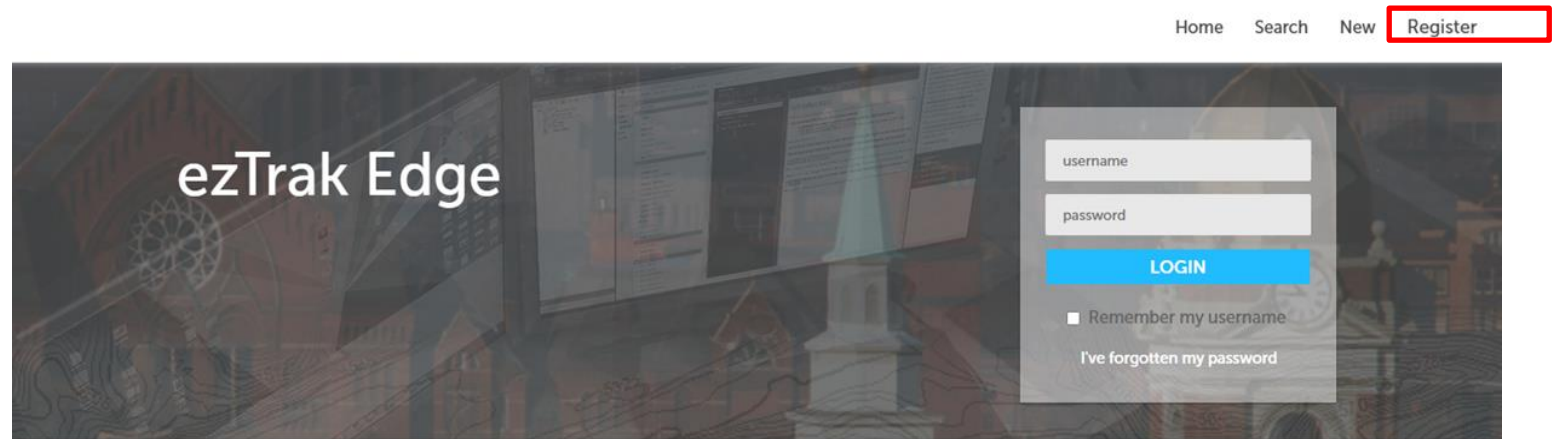 Home Search New Register
ezTrak Edge
username
password
LOGIN
Remember my username
I've forgotten my password